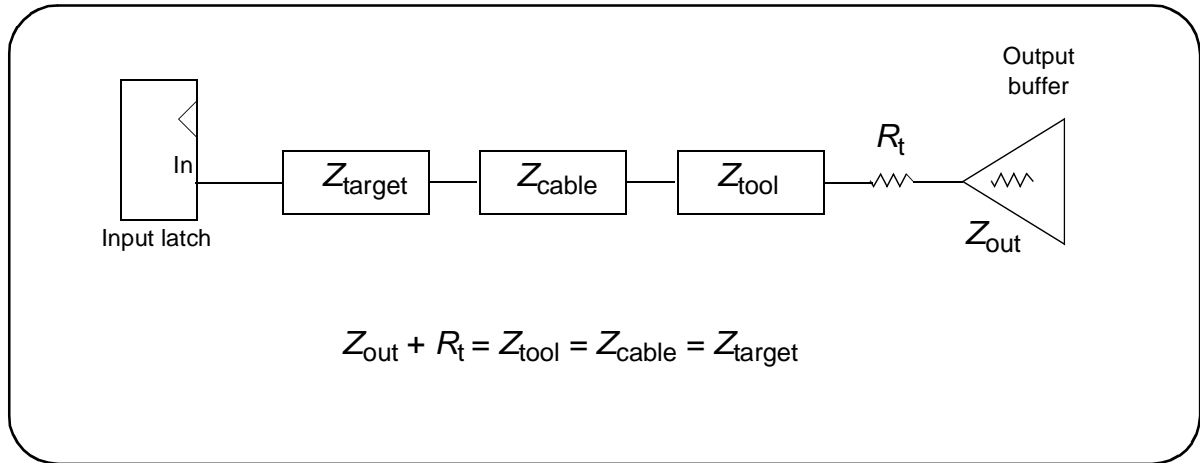 Output
buffer
R_t
In
Z_target
Z_cable
Z_tool
Z_out
Input latch
Z_out + R_t = Z_tool = Z_cable = Z_target